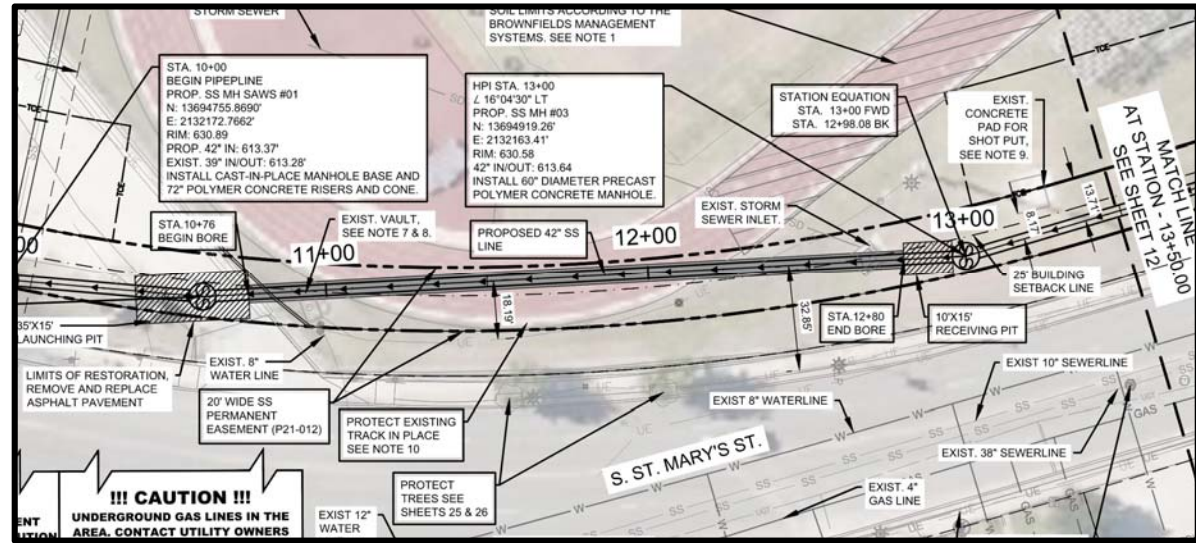 STORM SEWER
SOIL LIMITS ACCORDING TO THE
BROWNFIELDS MANAGEMENT
SYSTEMS. SEE NOTE 1
STA. 10+00
BEGIN PIPEPLINE
PROP. SS MH SAWS #01
N: 13694755.8690'
E: 2132172.7662'
RIM: 630.89
PROP. 42" IN: 613.37'
EXIST. 39" IN/OUT: 613.28'
INSTALL CAST-IN-PLACE MANHOLE BASE AND
72" POLYMER CONCRETE RISERS AND CONE.
HPI STA. 13+00
∠ 16°04'30" LT
PROP. SS MH #03
N: 13694919.26'
E: 2132163.41'
RIM: 630.58
42" IN/OUT: 613.64
INSTALL 60" DIAMETER PRECAST
POLYMER CONCRETE MANHOLE.
STATION EQUATION
STA. 13+00 FWD
STA. 12+98.08 BK
EXIST.
CONCRETE
PAD FOR
SHOT PUT,
SEE NOTE 9.
MATCH LINE
AT STATION - 13+50.00
SEE SHEET 12
TCE
TCE
TCE
TCE
SD
STA.10+76
BEGIN BORE
EXIST. VAULT,
SEE NOTE 7 & 8.
11+00
PROPOSED 42" SS
LINE
12+00
EXIST. STORM
SEWER INLET.
13+00
8.17'
13.71'
00
18.19'
32.85'
25' BUILDING
SETBACK LINE
35'X15'
LAUNCHING PIT
STA.12+80
END BORE
10'X15'
RECEIVING PIT
LIMITS OF RESTORATION,
REMOVE AND REPLACE
ASPHALT PAVEMENT
EXIST. 8"
WATER LINE
20' WIDE SS
PERMANENT
EASEMENT (P21-012)
PROTECT EXISTING
TRACK IN PLACE
SEE NOTE 10
PROTECT
TREES SEE
SHEETS 25 & 26
EXIST 8" WATERLINE
EXIST 10" SEWERLINE
S. ST. MARY'S ST.
EXIST. 38" SEWERLINE
EXIST. 4"
GAS LINE
W
SS
UE
GAS
EXIST 12"
WATER
!!! CAUTION !!!
UNDERGROUND GAS LINES IN THE
AREA. CONTACT UTILITY OWNERS
ENT
UTION